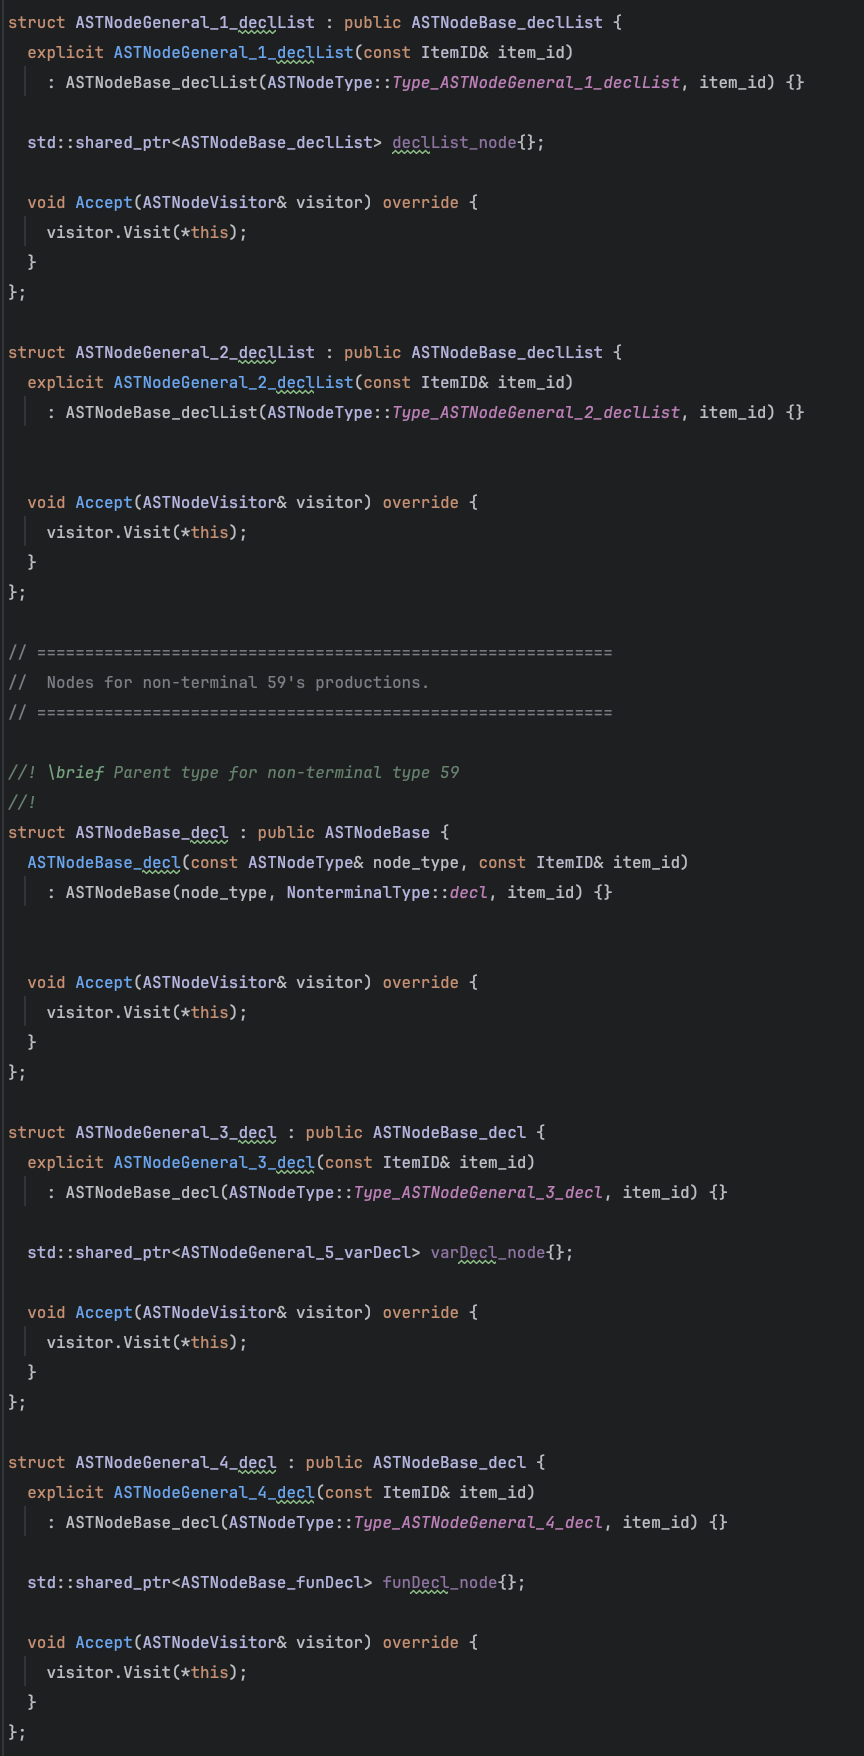 struct ASTNodeGeneral_1_declList : public ASTNodeBase_declList {
  explicit ASTNodeGeneral_1_declList(const ItemID& item_id)
    : ASTNodeBase_declList(ASTNodeType::Type_ASTNodeGeneral_1_declList, item_id) {}

  std::shared_ptr<ASTNodeBase_declList> declList_node{};

  void Accept(ASTNodeVisitor& visitor) override {
    visitor.Visit(*this);
  }
};

struct ASTNodeGeneral_2_declList : public ASTNodeBase_declList {
  explicit ASTNodeGeneral_2_declList(const ItemID& item_id)
    : ASTNodeBase_declList(ASTNodeType::Type_ASTNodeGeneral_2_declList, item_id) {}


  void Accept(ASTNodeVisitor& visitor) override {
    visitor.Visit(*this);
  }
};

// ============================================================
//  Nodes for non-terminal 59's productions.
// ============================================================

//! \brief Parent type for non-terminal type 59
//!
struct ASTNodeBase_decl : public ASTNodeBase {
  ASTNodeBase_decl(const ASTNodeType& node_type, const ItemID& item_id)
    : ASTNodeBase(node_type, NonterminalType::decl, item_id) {}


  void Accept(ASTNodeVisitor& visitor) override {
    visitor.Visit(*this);
  }
};

struct ASTNodeGeneral_3_decl : public ASTNodeBase_decl {
  explicit ASTNodeGeneral_3_decl(const ItemID& item_id)
    : ASTNodeBase_decl(ASTNodeType::Type_ASTNodeGeneral_3_decl, item_id) {}

  std::shared_ptr<ASTNodeGeneral_5_varDecl> varDecl_node{};

  void Accept(ASTNodeVisitor& visitor) override {
    visitor.Visit(*this);
  }
};

struct ASTNodeGeneral_4_decl : public ASTNodeBase_decl {
  explicit ASTNodeGeneral_4_decl(const ItemID& item_id)
    : ASTNodeBase_decl(ASTNodeType::Type_ASTNodeGeneral_4_decl, item_id) {}

  std::shared_ptr<ASTNodeBase_funDecl> funDecl_node{};

  void Accept(ASTNodeVisitor& visitor) override {
    visitor.Visit(*this);
  }
};